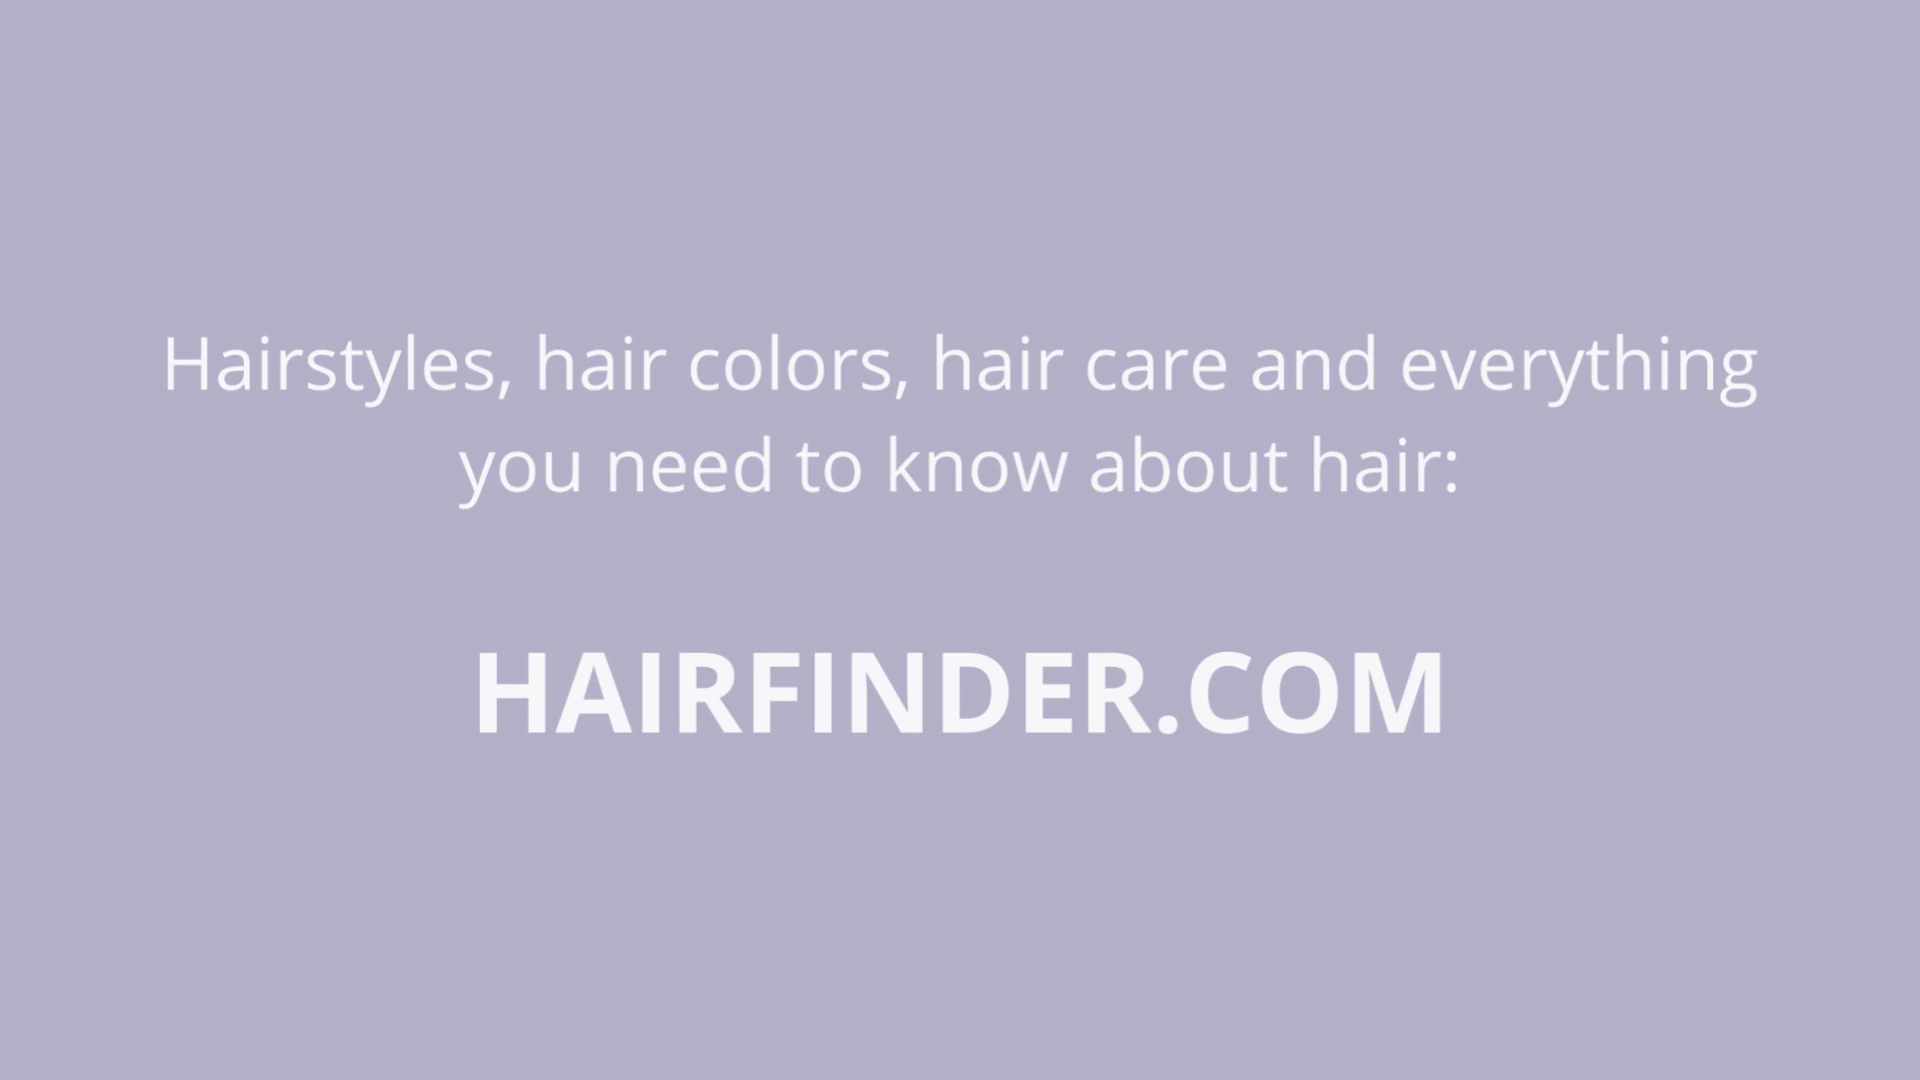 Hairstyles, hair colors, hair care and everything
you need to know about hair:
HAIRFINDER.COM